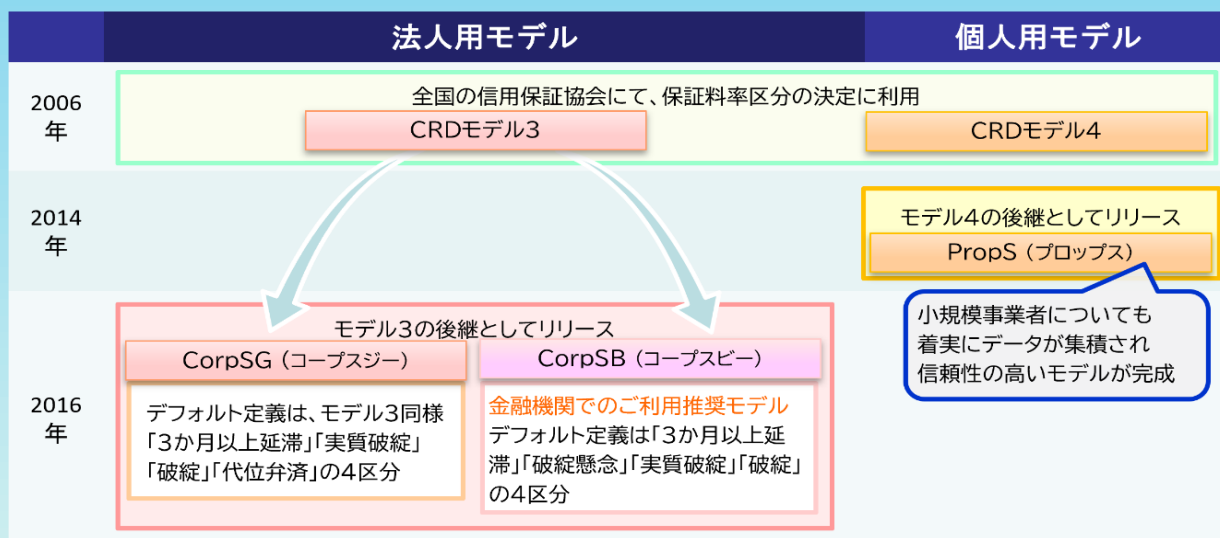 法人用モデル
個人用モデル
2006
年
全国の信用保証協会にて、保証料率区分の決定に利用
CRDモデル3
CRDモデル4
2014
年
モデル4の後継としてリリース
PropS（プロップス）
小規模事業者についても
着実にデータが集積され
信頼性の高いモデルが完成
2016
年
モデル3の後継としてリリース
CorpSG（コープスジー）
デフォルト定義は、モデル3同様
「3か月以上延滞」「実質破綻」
「破綻」「代位弁済」の4区分
CorpSB（コープスビー）
金融機関でのご利用推奨モデル
デフォルト定義は「3か月以上延
滞」「破綻懸念」「実質破綻」「破綻」
の4区分